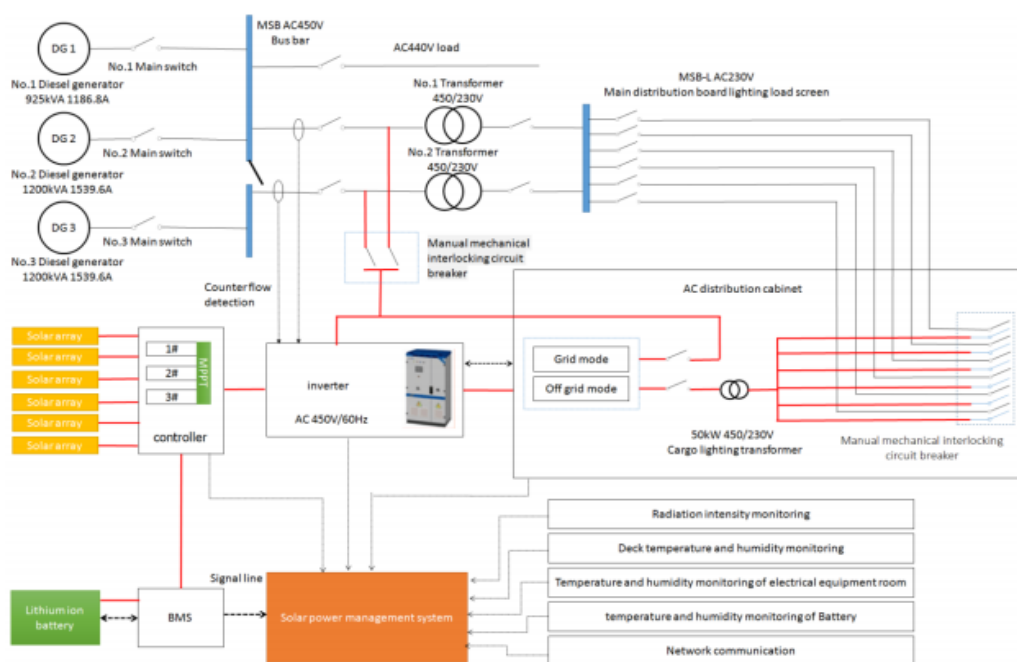 DG 1
No.1 Main switch
No.1 Diesel generator
925kVA 1186.8A
DG 2
No.2 Main switch
No.2 Diesel generator
1200kVA 1539.6A
DG 3
No.3 Main switch
No.3 Diesel generator
1200kVA 1539.6A
MSB AC450V
Bus bar
AC440V load
No.1 Transformer
450/230V
No.2 Transformer
450/230V
MSB-L AC230V
Main distribution board lighting load screen
Manual mechanical
interlocking circuit
breaker
Counter flow
detection
AC distribution cabinet
Solar array
Solar array
Solar array
Solar array
Solar array
Solar array
1#
2#
3#
MPPT
controller
inverter
AC 450V/60Hz
Grid mode
Off grid mode
50kW 450/230V
Cargo lighting transformer
Manual mechanical interlocking
circuit breaker
Signal line
Lithium ion
battery
BMS
Solar power management system
Radiation intensity monitoring
Deck temperature and humidity monitoring
Temperature and humidity monitoring of electrical equipment room
temperature and humidity monitoring of Battery
Network communication